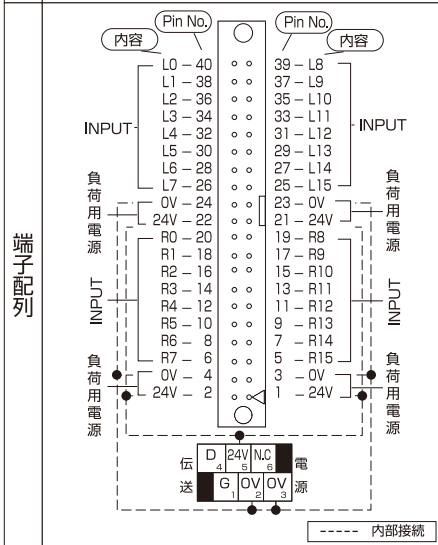 端子配列
内容 Pin No. Pin No. 内容
L0 – 40 39 – L8
L1 – 38 37 – L9
L2 – 36 35 – L10
L3 – 34 33 – L11
INPUT INPUT
L4 – 32 31 – L12
L5 – 30 29 – L13
L6 – 28 27 – L14
L7 – 26 25 – L15
負荷用電源 負荷用電源
0V – 24 23 – 0V
24V – 22 21 – 24V
R0 – 20 19 – R8
R1 – 18 17 – R9
R2 – 16 15 – R10
R3 – 14 13 – R11
INPUT INPUT
R4 – 12 11 – R12
R5 – 10 9 – R13
R6 – 8 7 – R14
R7 – 6 5 – R15
負荷用電源 負荷用電源
0V – 4 3 – 0V
24V – 2 1 – 24V
伝送 電源
D 4 24V 5 N.C 6
G 1 0V 2 0V 3
----- 内部接続